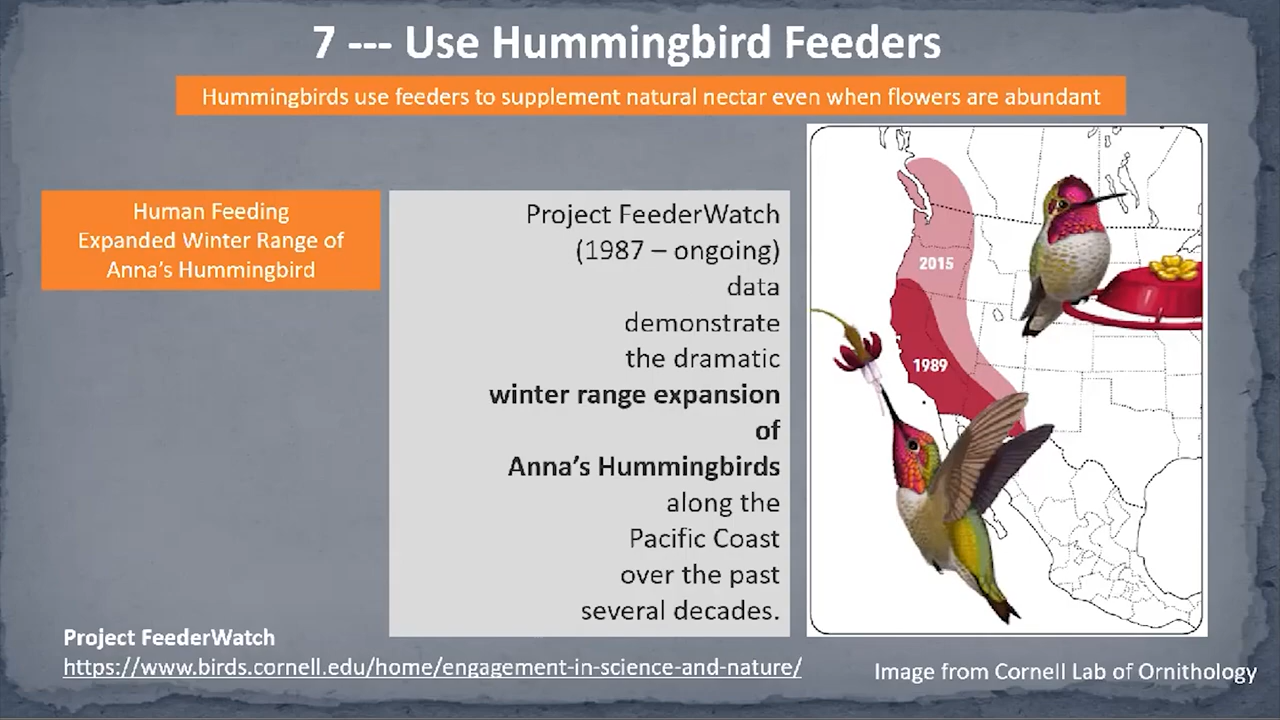 7 --- Use Hummingbird Feeders
Hummingbirds use feeders to supplement natural nectar even when flowers are abundant
Human Feeding
Expanded Winter Range of
Anna's Hummingbird
Project FeederWatch
(1987 – ongoing)
data
demonstrate
the dramatic
winter range expansion
of
Anna's Hummingbirds
along the
Pacific Coast
over the past
several decades.
2015
1989
Project FeederWatch
https://www.birds.cornell.edu/home/engagement-in-science-and-nature/
Image from Cornell Lab of Ornithology